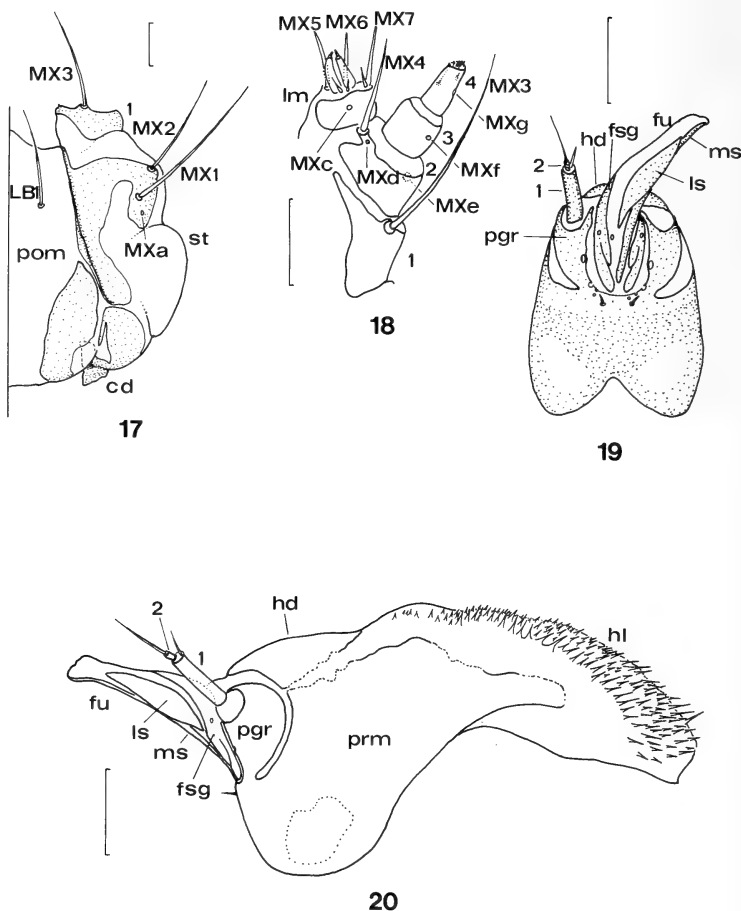 MX3
1
MX2
MX1
LB1
MXa
st
pom
cd
17
MX5 MX6 MX7
MX4
lm
4 MX3
MXg
3
MXc
MXd 2 MXf
MXe
1
18
fsg fu
hd
ms
2
1
ls
pgr
19
2
1
hd
hl
fu
ls
pgr
prm
ms
fsg
20